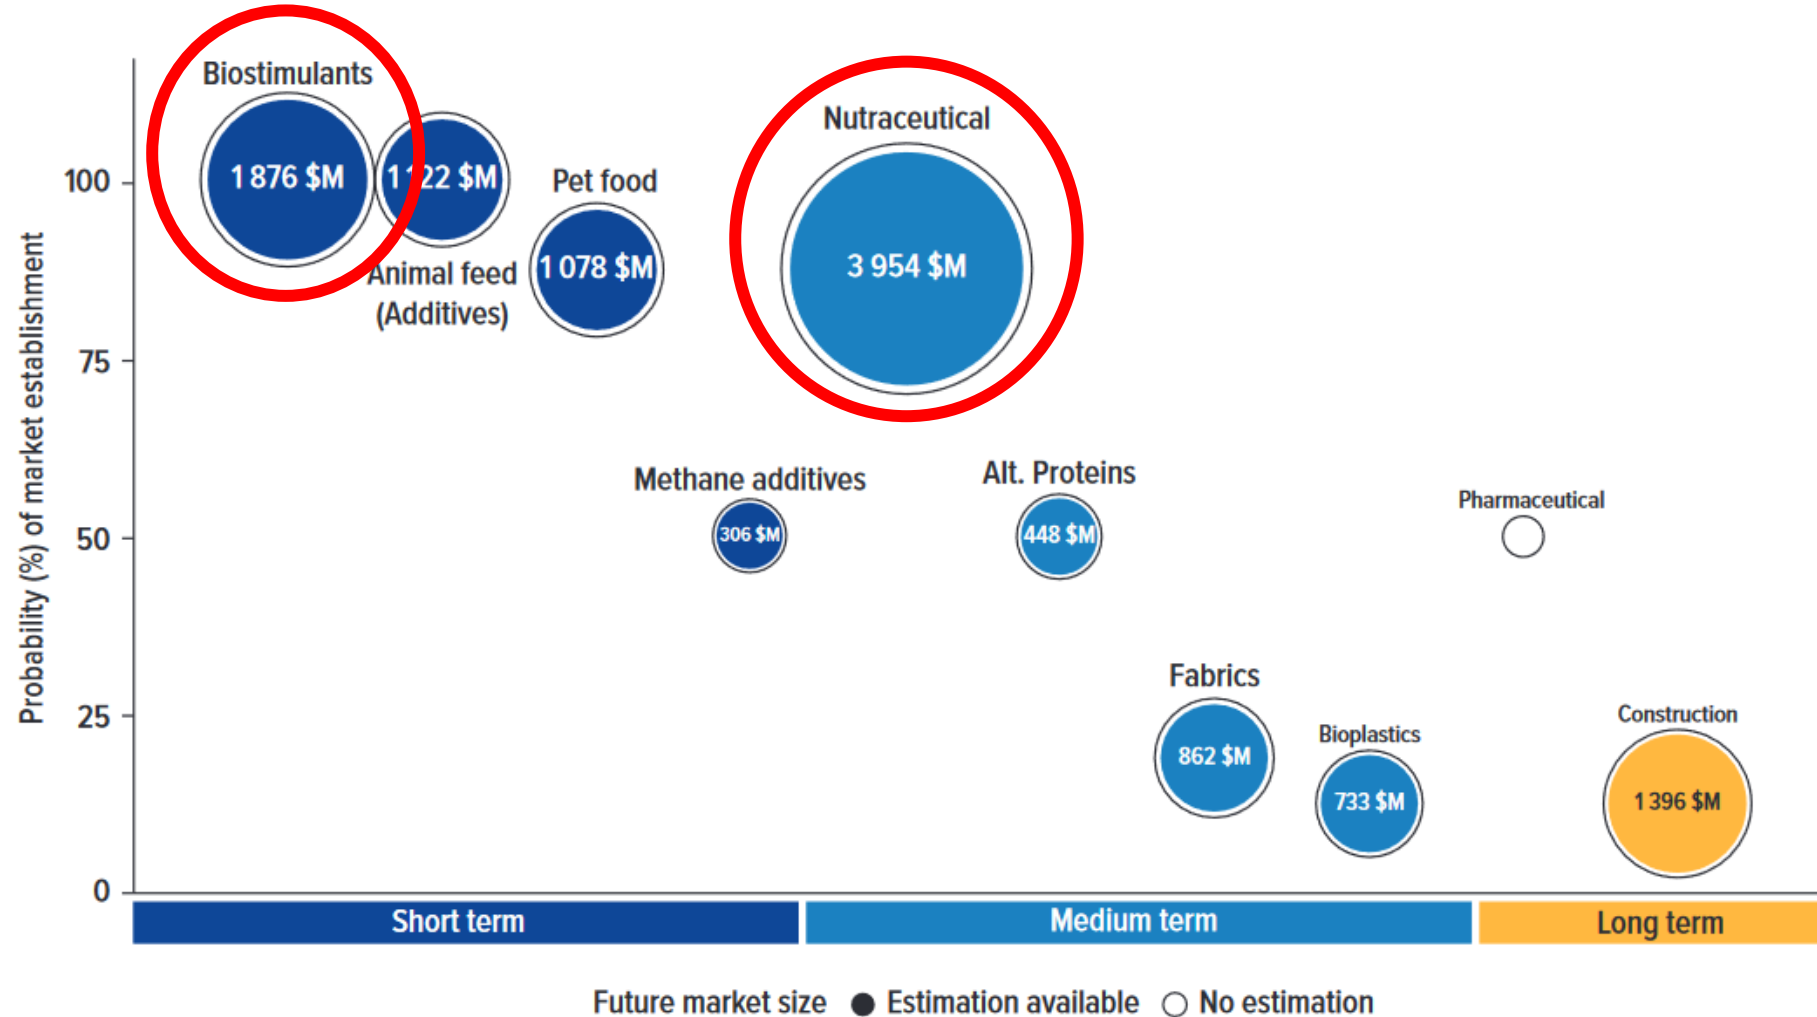 Biostimulants
1 876 $M
1 122 $M
Animal feed
(Additives)
Pet food
1 078 $M
Nutraceutical
3 954 $M
Methane additives
306 $M
Alt. Proteins
448 $M
Pharmaceutical
Fabrics
862 $M
Bioplastics
733 $M
Construction
1 396 $M
Probability (%) of market establishment
100
75
50
25
0
Short term
Medium term
Long term
Future market size
Estimation available
No estimation